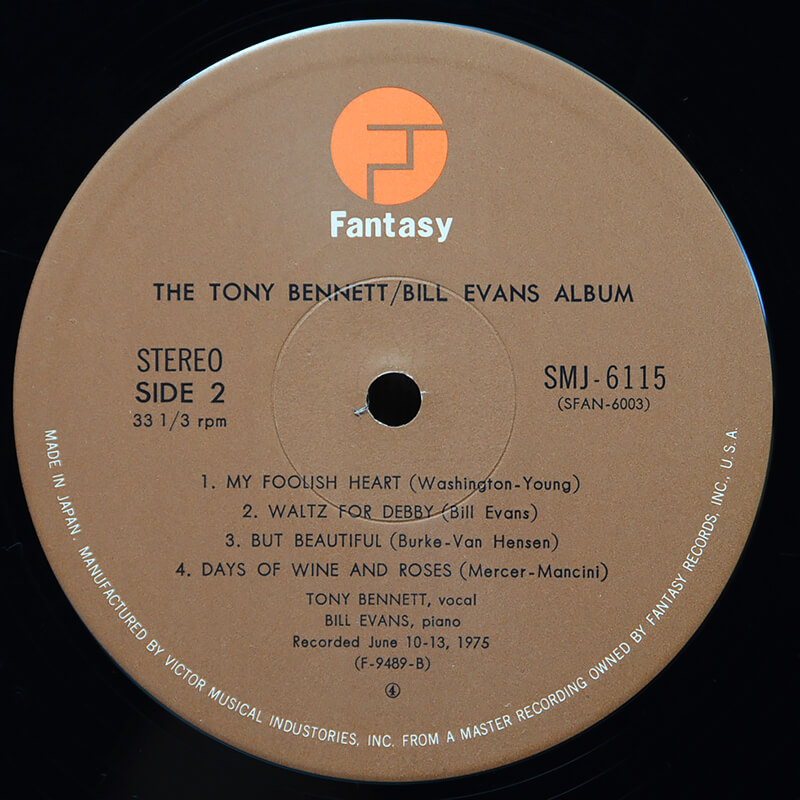 Fantasy
THE TONY BENNETT/BILL EVANS ALBUM
STEREO
SIDE 2
33 1/3 rpm
SMJ-6115
(SFAN-6003)
1. MY FOOLISH HEART (Washington-Young)
2. WALTZ FOR DEBBY (Bill Evans)
3. BUT BEAUTIFUL (Burke-Van Hensen)
4. DAYS OF WINE AND ROSES (Mercer-Mancini)
TONY BENNETT, vocal
BILL EVANS, piano
Recorded June 10-13, 1975
(F-9489-B)
④
MADE IN JAPAN. MANUFACTURED BY VICTOR MUSICAL INDUSTORIES, INC. FROM A MASTER RECORDING OWNED BY FANTASY RECORDS, INC., U.S.A.